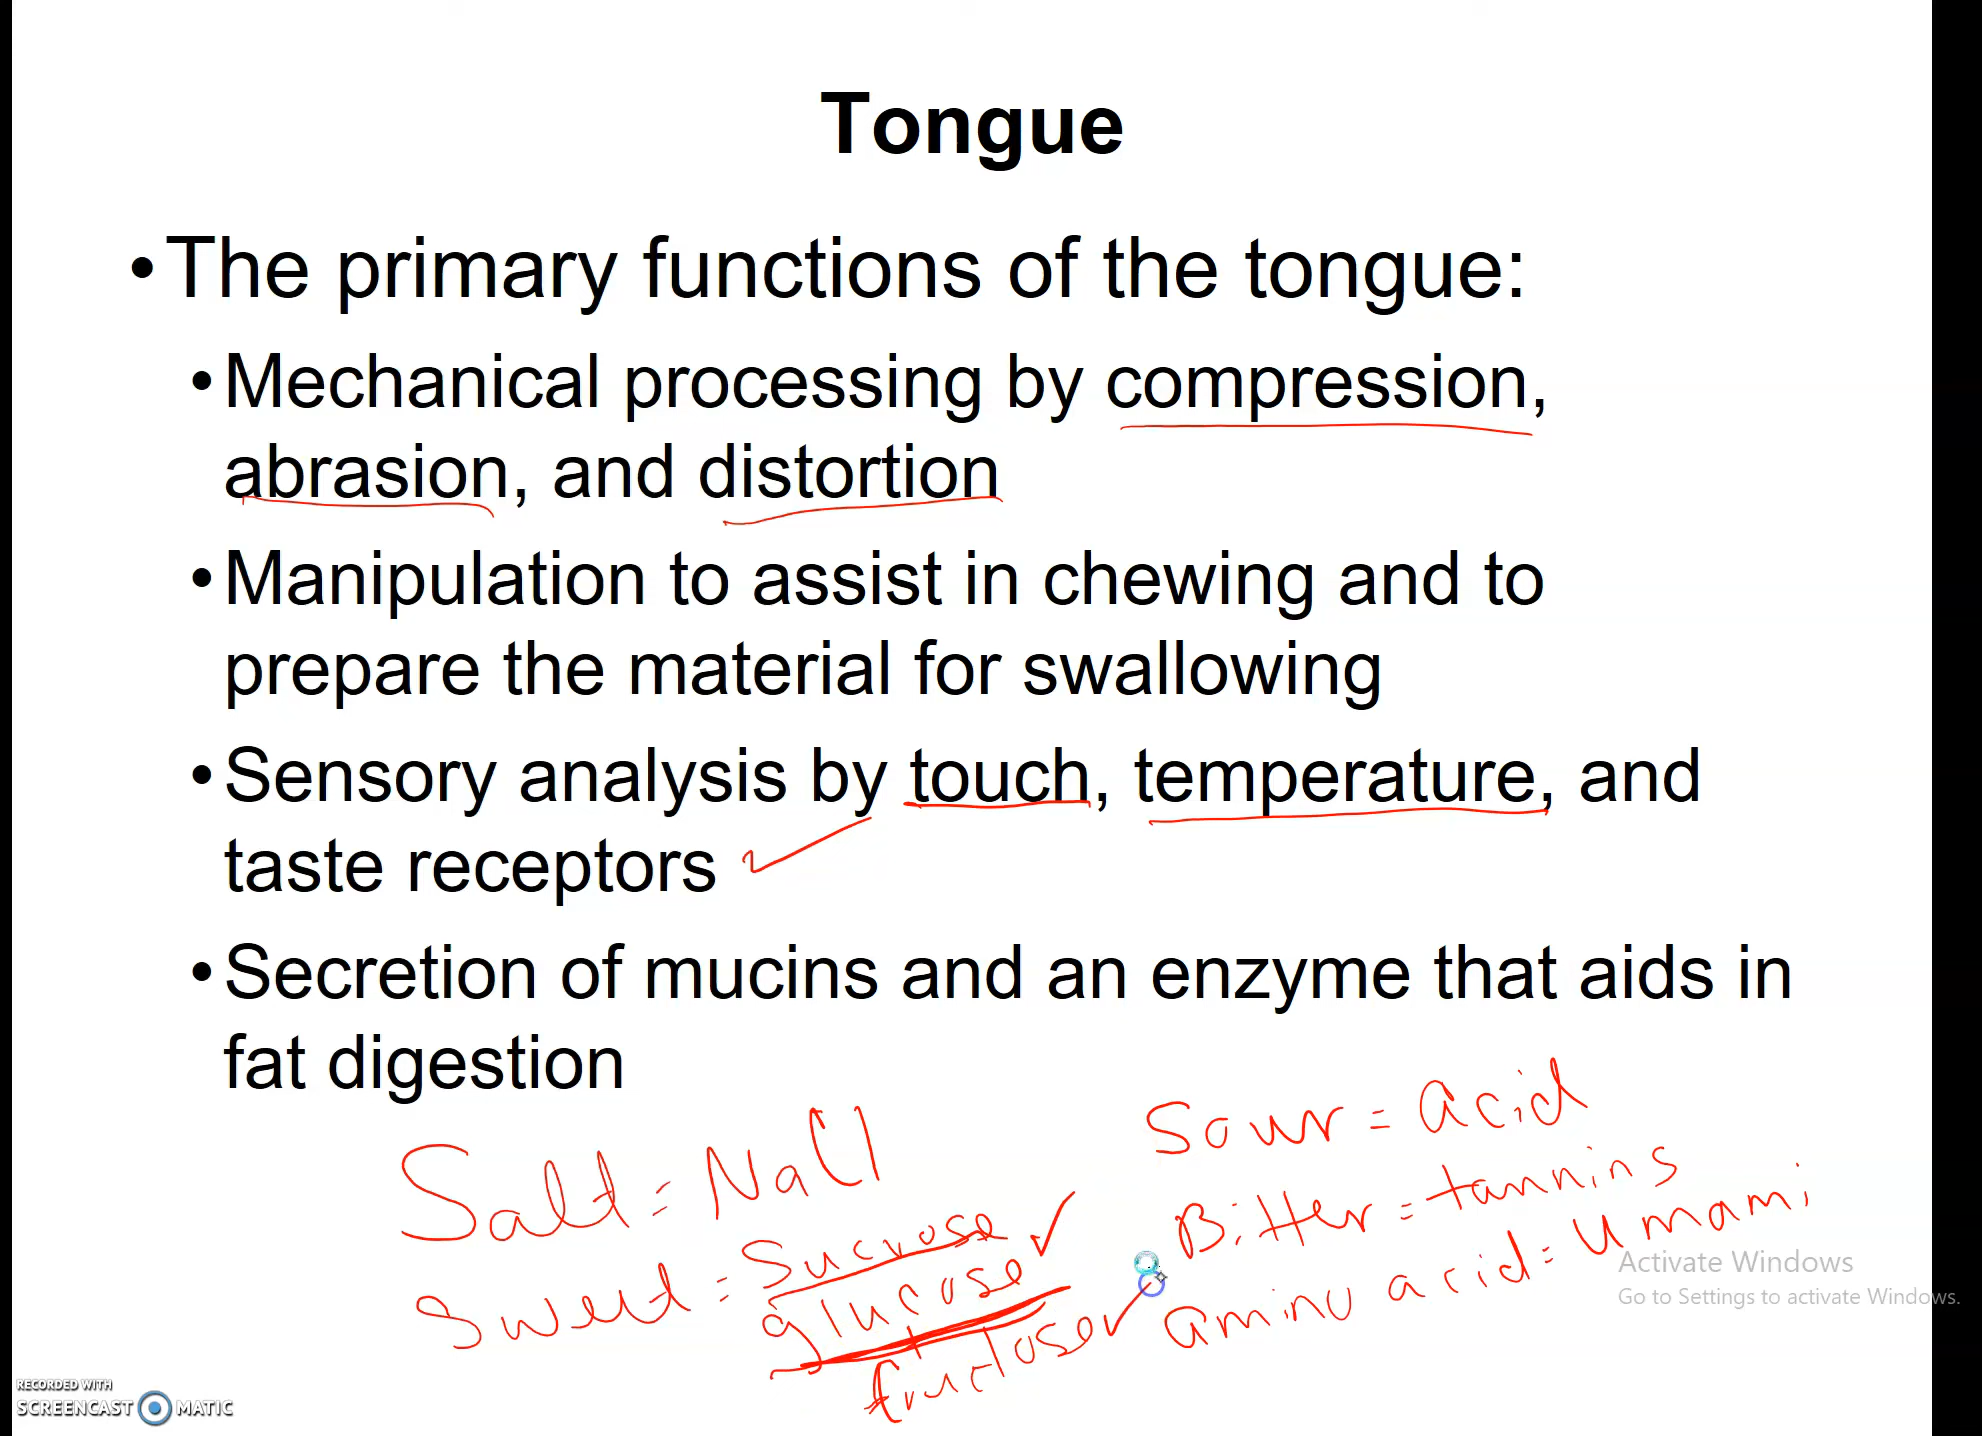 Tongue
•The primary functions of the tongue:
•Mechanical processing by compression,
abrasion, and distortion
•Manipulation to assist in chewing and to
prepare the material for swallowing
•Sensory analysis by touch, temperature, and
taste receptors
•Secretion of mucins and an enzyme that aids in
fat digestion
Salt = NaCl
Sweet = Sucrose
glucose
+
fructose
Sour = acid
Bitter = tannins
amino acid = Umami
Activate Windows
Go to Settings to activate Windows.
RECORDED WITH
SCREENCAST MATIC